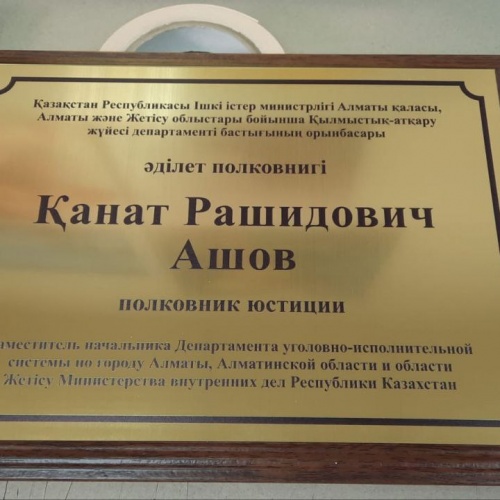 Қазақстан Республикасы Ішкі істер министрлігі Алматы қаласы,
Алматы және Жетісу облыстары бойынша Қылмыстық-атқару
жүйесі департаменті бастығының орынбасары
әділет полковнигі
Қанат Рашидович
Ашов
полковник юстиции
аместитель начальника Департамента уголовно-исполнительной
системы по городу Алматы, Алматинской области и области
Жетісу Министерства внутренних дел Республики Казахстан